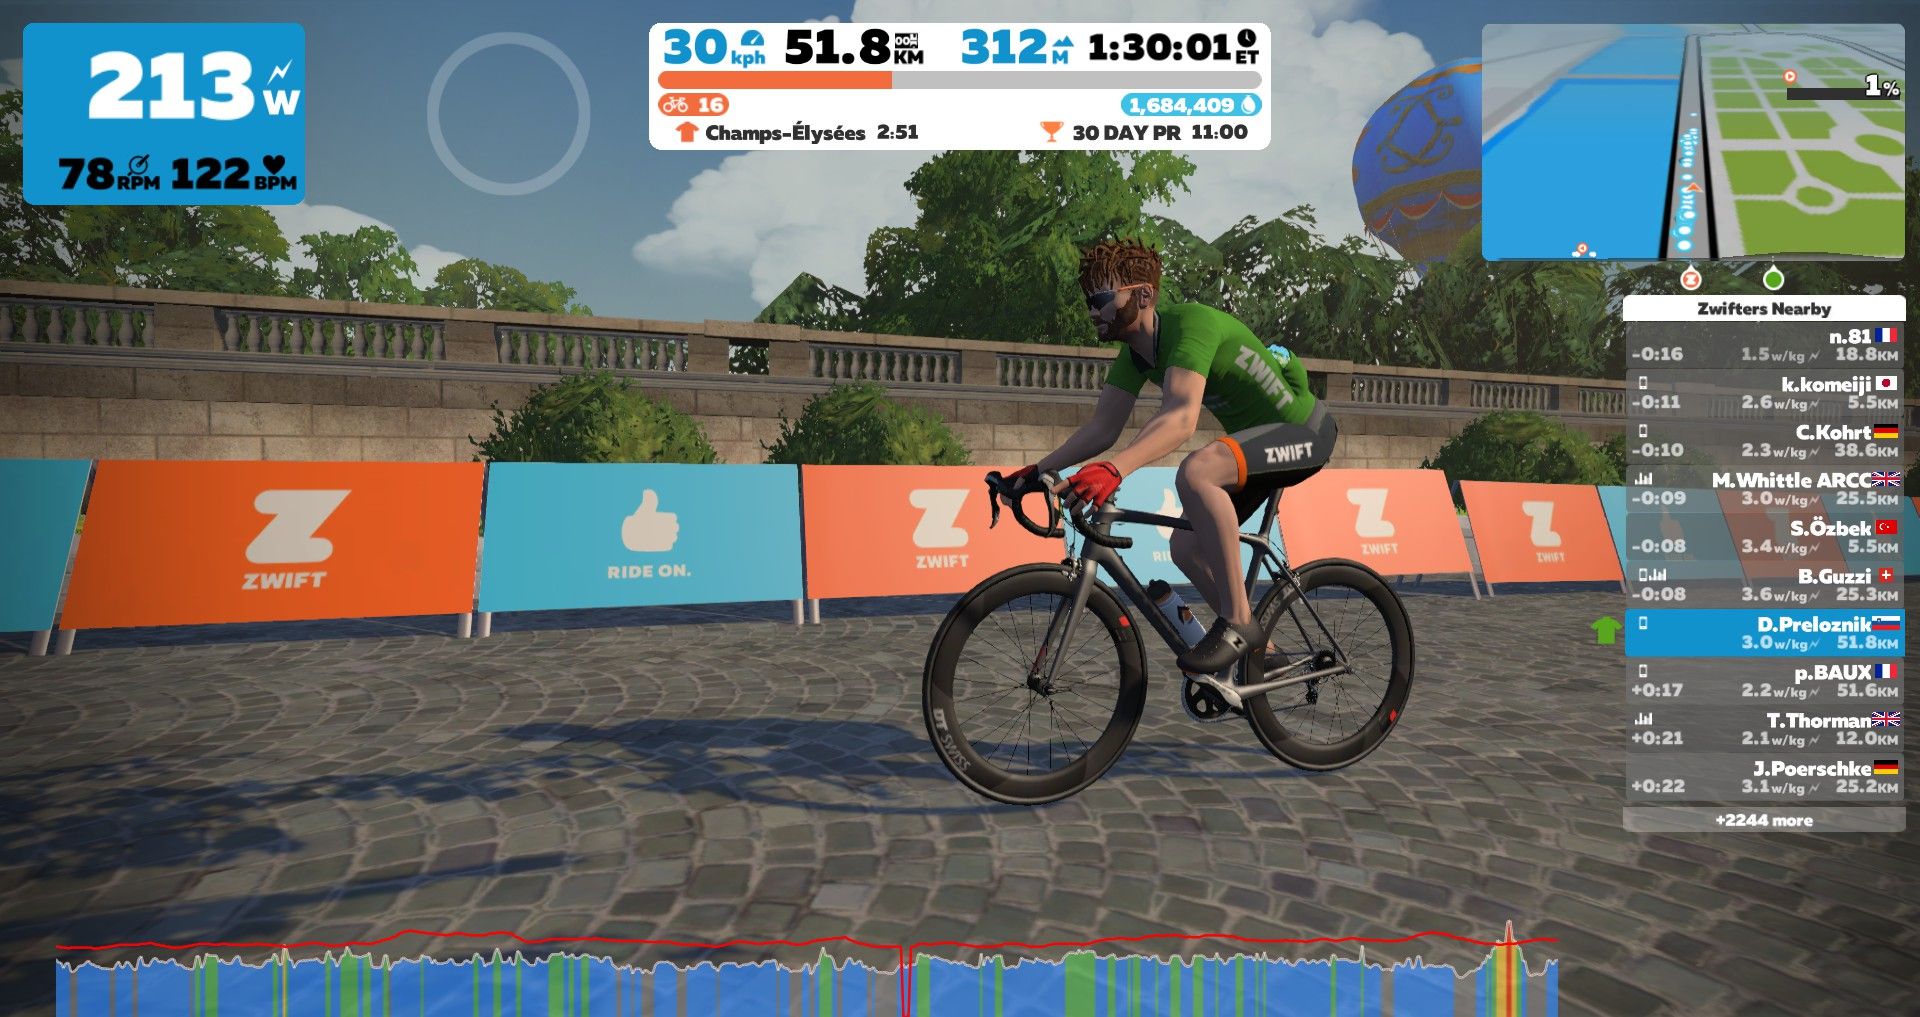 213 W
78 RPM 122 BPM
30 kph 51.8 KM 312 M 1:30:01 ET
16 1,684,409
Champs-Élysées 2:51 30 DAY PR 11:00
1%
Zwifters Nearby
n.81
-0:16 1.5 w/kg 18.8 KM
k.komeiji
-0:11 2.6 w/kg 5.5 KM
C.Kohrt
-0:10 2.3 w/kg 38.6 KM
M.Whittle ARCC
-0:09 3.0 w/kg 25.5 KM
S.Özbek
-0:08 3.4 w/kg 5.5 KM
B.Guzzi
-0:08 3.6 w/kg 25.3 KM
D.Preloznik
3.0 w/kg 51.8 KM
p.BAUX
+0:17 2.2 w/kg 51.6 KM
T.Thorman
+0:21 2.1 w/kg 12.0 KM
J.Poerschke
+0:22 3.1 w/kg 25.2 KM
+2244 more
ZWIFT
ZWIFT
ZWIFT
RIDE ON.
ZWIFT
RI
ZWIFT
ZWIFT
DT SWISS